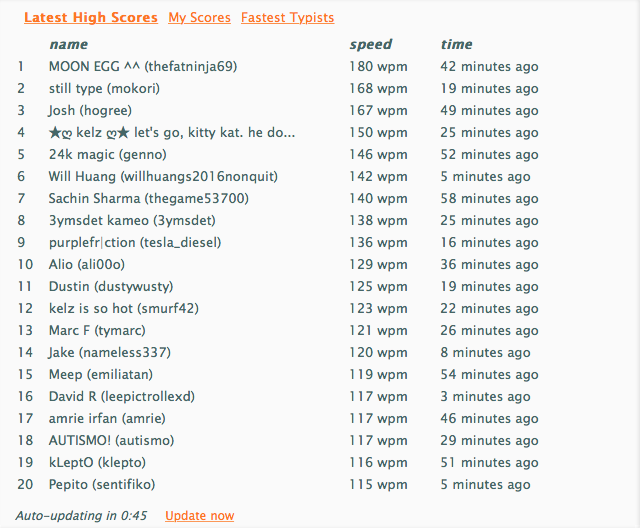 Latest High Scores My Scores Fastest Typists
name speed time
1 MOON EGG ^^ (thefatninja69) 180 wpm 42 minutes ago
2 still type (mokori) 168 wpm 19 minutes ago
3 Josh (hogree) 167 wpm 49 minutes ago
4 ★ღ kelz ღ★ let's go, kitty kat. he do... 150 wpm 25 minutes ago
5 24k magic (genno) 146 wpm 52 minutes ago
6 Will Huang (willhuangs2016nonquit) 142 wpm 5 minutes ago
7 Sachin Sharma (thegame53700) 140 wpm 58 minutes ago
8 3ymsdet kameo (3ymsdet) 138 wpm 25 minutes ago
9 purplefr|ction (tesla_diesel) 136 wpm 16 minutes ago
10 Alio (ali00o) 129 wpm 36 minutes ago
11 Dustin (dustywusty) 125 wpm 19 minutes ago
12 kelz is so hot (smurf42) 123 wpm 22 minutes ago
13 Marc F (tymarc) 121 wpm 26 minutes ago
14 Jake (nameless337) 120 wpm 8 minutes ago
15 Meep (emiliatan) 119 wpm 54 minutes ago
16 David R (leepictrollexd) 117 wpm 3 minutes ago
17 amrie irfan (amrie) 117 wpm 46 minutes ago
18 AUTISMO! (autismo) 117 wpm 29 minutes ago
19 kLeptO (klepto) 116 wpm 51 minutes ago
20 Pepito (sentifiko) 115 wpm 5 minutes ago
Auto-updating in 0:45 Update now